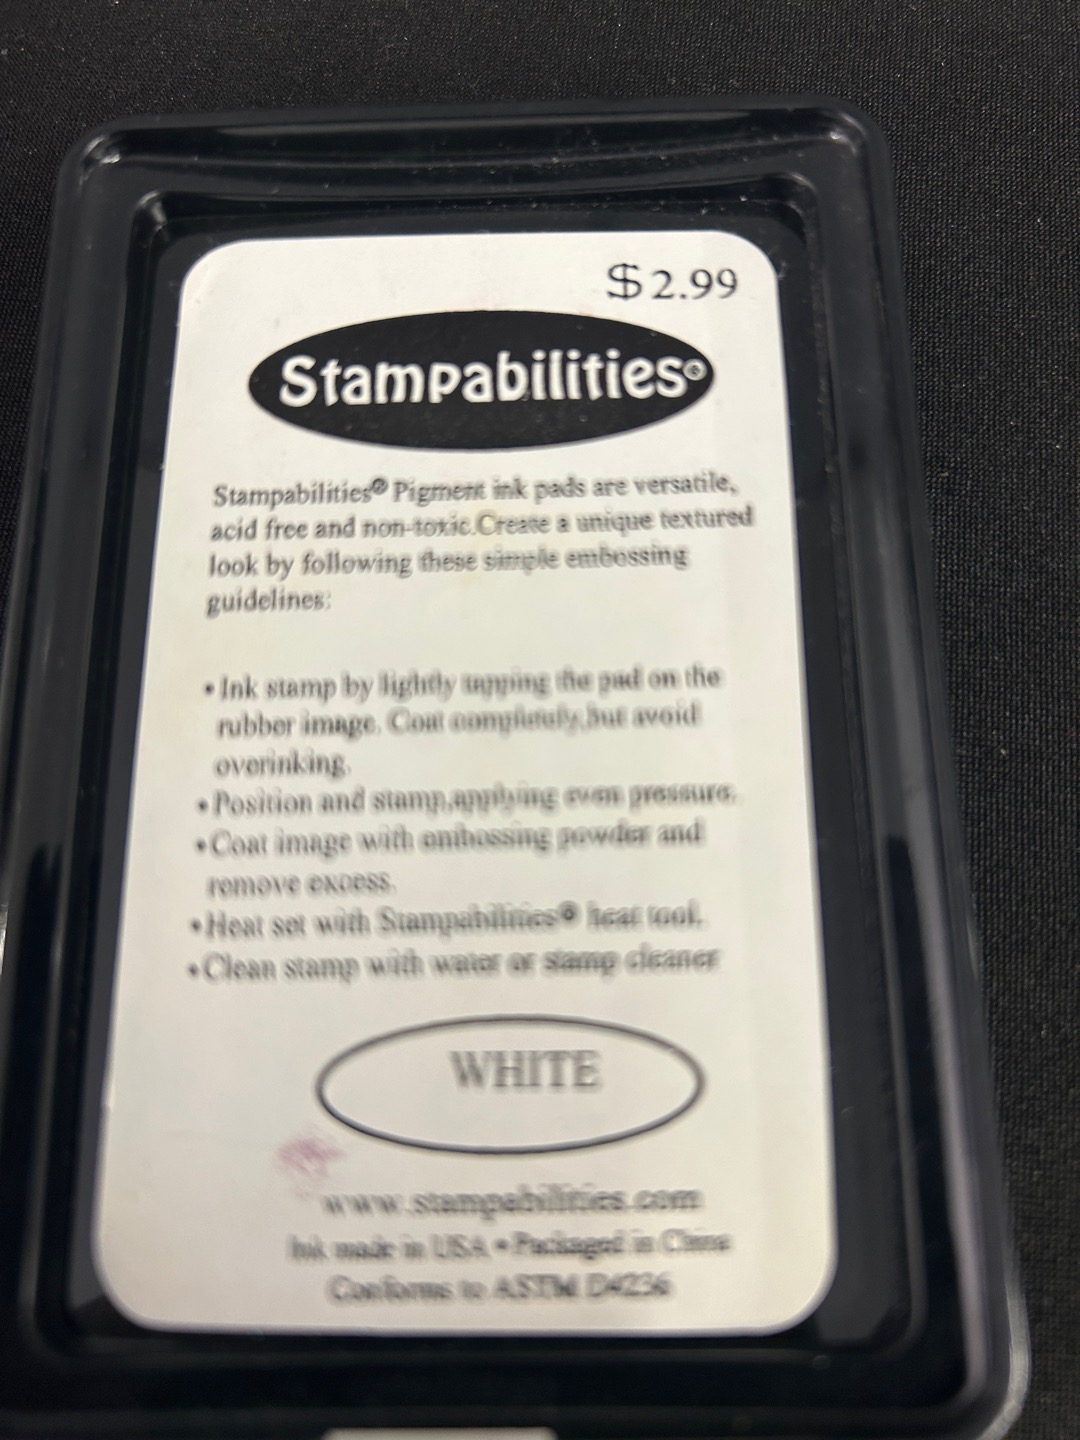 $2.99
Stampabilities®
Stampabilities® Pigment ink pads are versatile,
acid free and non-toxic.Create a unique textured
look by following these simple embossing
guidelines:
• Ink stamp by lightly tapping the pad on the
rubber image. Coat completely,but avoid
overinking.
• Position and stamp,applying even pressure.
• Coat image with embossing powder and
remove excess.
• Heat set with Stampabilities® heat tool.
• Clean stamp with water or stamp cleaner
WHITE
www.stampabilities.com
Ink made in USA • Packaged in China
Conforms to ASTM D4236